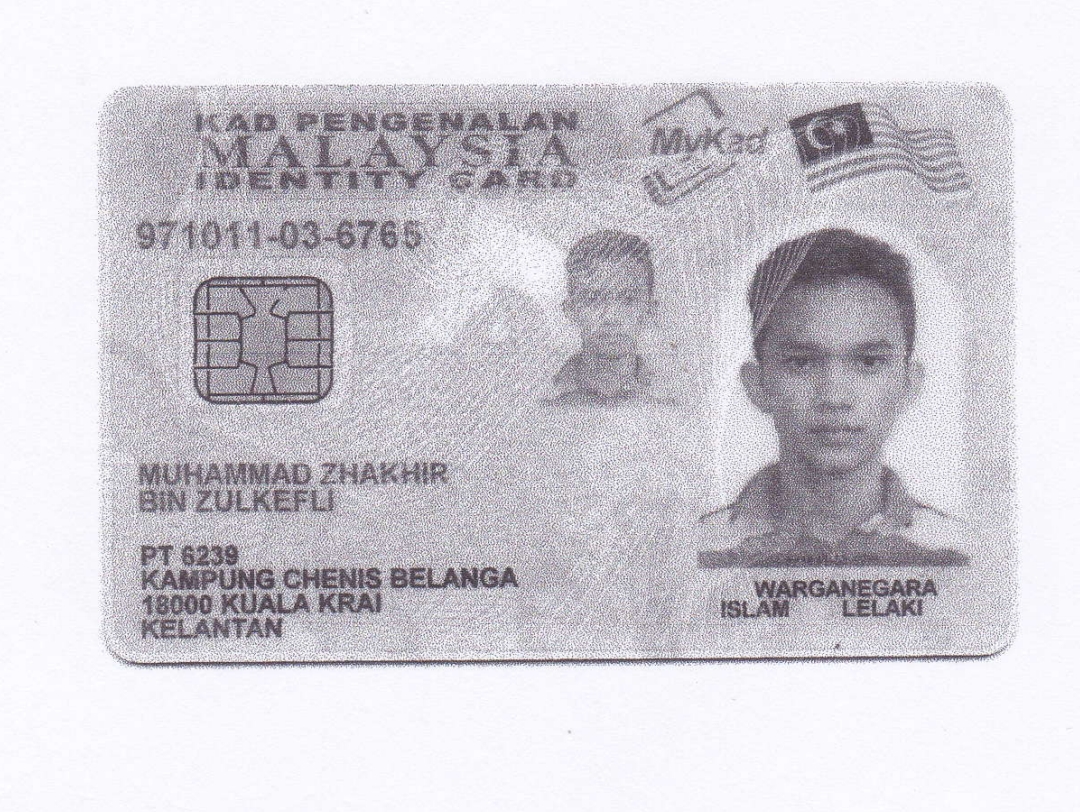 KAD PENGENALAN
MALAYSIA
IDENTITY CARD
MyKad
971011-03-6765
MUHAMMAD ZHAKHIR
BIN ZULKEFLI
PT 6239
KAMPUNG CHENIS BELANGA
18000 KUALA KRAI
KELANTAN
WARGANEGARA
ISLAM LELAKI